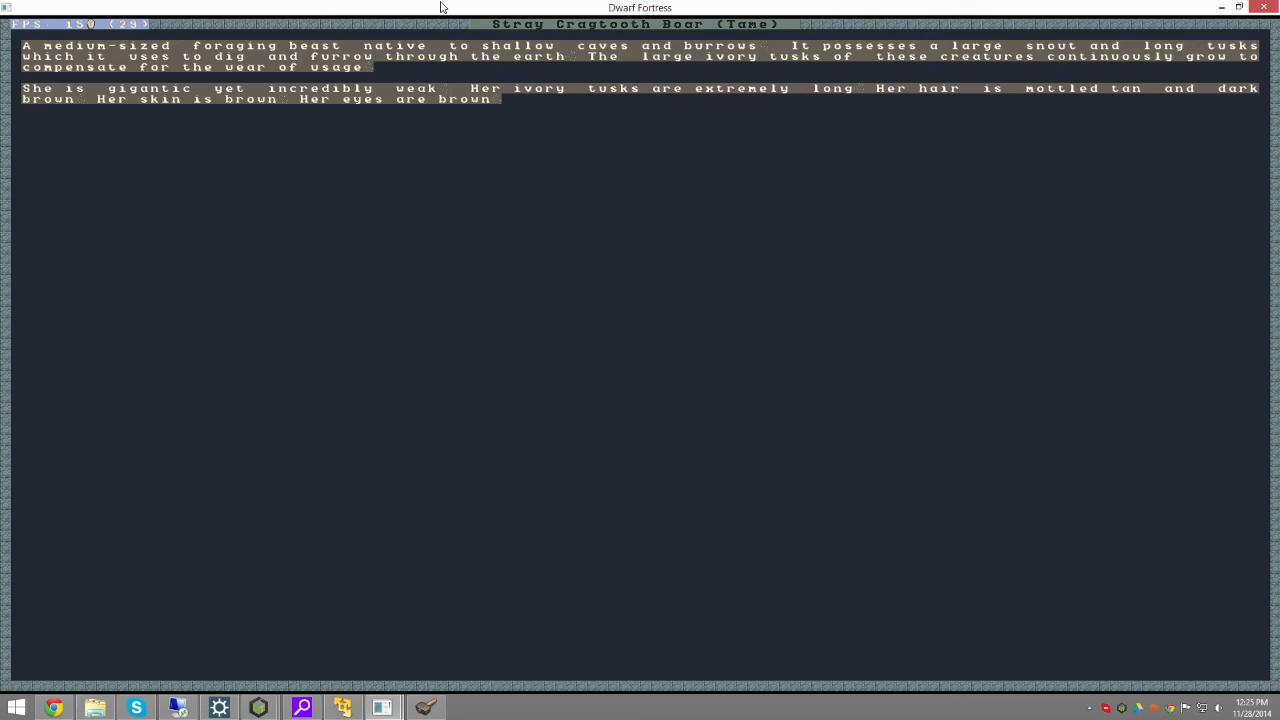 Dwarf Fortress
FPS: 150 (29)
Stray Cragtooth Boar (Tame)
A medium-sized foraging beast native to shallow caves and burrows. It possesses a large snout and long tusks
which it uses to dig and furrow through the earth. The large ivory tusks of these creatures continuously grow to
compensate for the wear of usage.
She is gigantic yet incredibly weak. Her ivory tusks are extremely long. Her hair is mottled tan and dark
brown. Her skin is brown. Her eyes are brown.
12:25 PM
11/28/2014